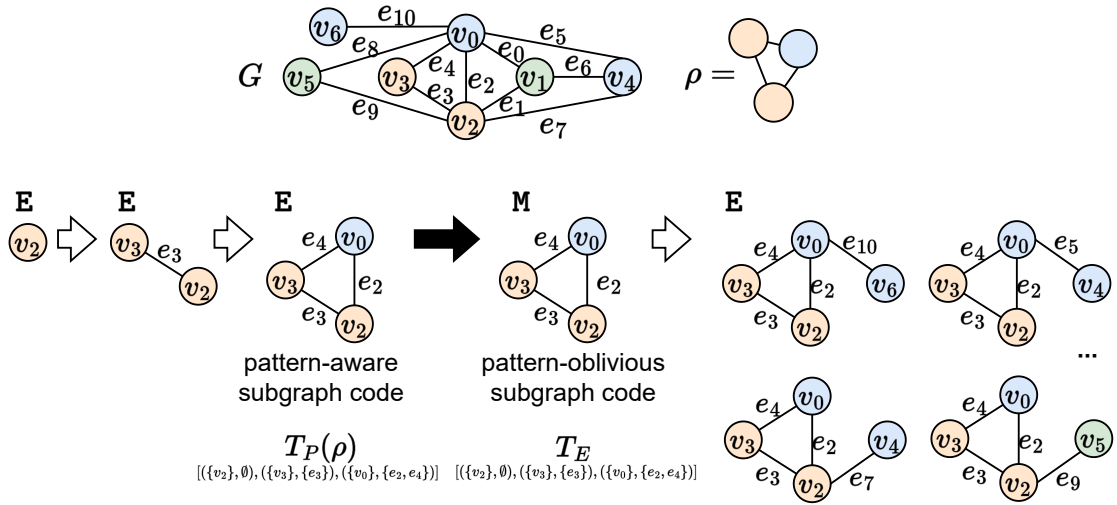 v₆ e₁₀ v₀ e₅
e₈ e₄ e₀ e₆
G v₅ v₃ e₂ v₁ v₄ ρ =
e₃ e₁
e₉ v₂ e₇
E E E M E
v₂ v₃ e₃ v₂
e₄ v₀ v₃ e₂ e₃ v₂
e₄ v₀ v₃ e₂ e₃ v₂
e₄ v₀ e₁₀ v₃ e₂ v₆ e₃ v₂
e₄ v₀ e₅ v₃ e₂ v₄ e₃ v₂
...
pattern-aware
subgraph code
pattern-oblivious
subgraph code
T_P(ρ)
[({v₂},∅),({v₃},{e₃}),({v₀},{e₂,e₄})]
T_E
[({v₂},∅),({v₃},{e₃}),({v₀},{e₂,e₄})]
e₄ v₀ v₃ e₂ v₄ e₃ v₂ e₇
e₄ v₀ v₃ e₂ v₅ e₃ v₂ e₉